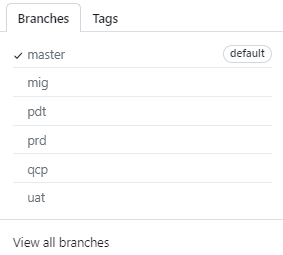 Branches Tags
master default
mig
pdt
prd
qcp
uat
View all branches